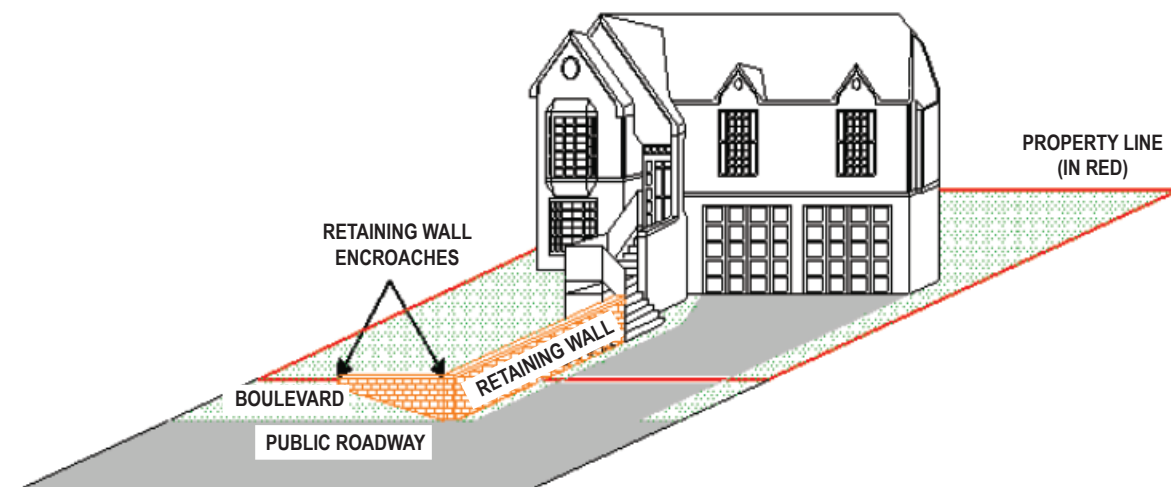 PROPERTY LINE
(IN RED)
RETAINING WALL
ENCROACHES
RETAINING WALL
BOULEVARD
PUBLIC ROADWAY